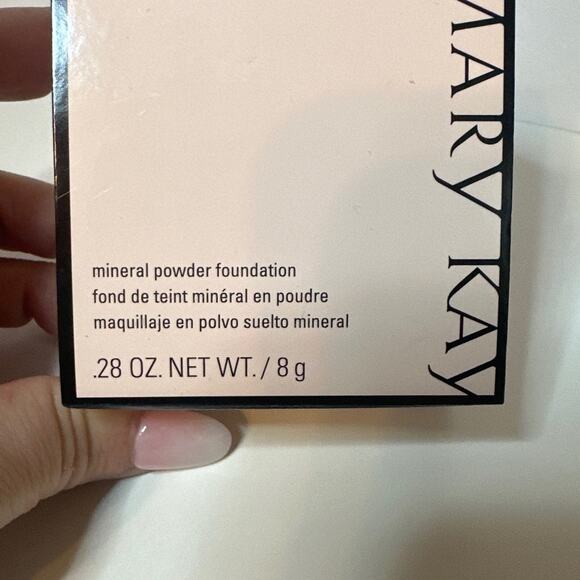 MARY KAY
mineral powder foundation
fond de teint minéral en poudre
maquillaje en polvo suelto mineral
.28 OZ. NET WT. / 8 g